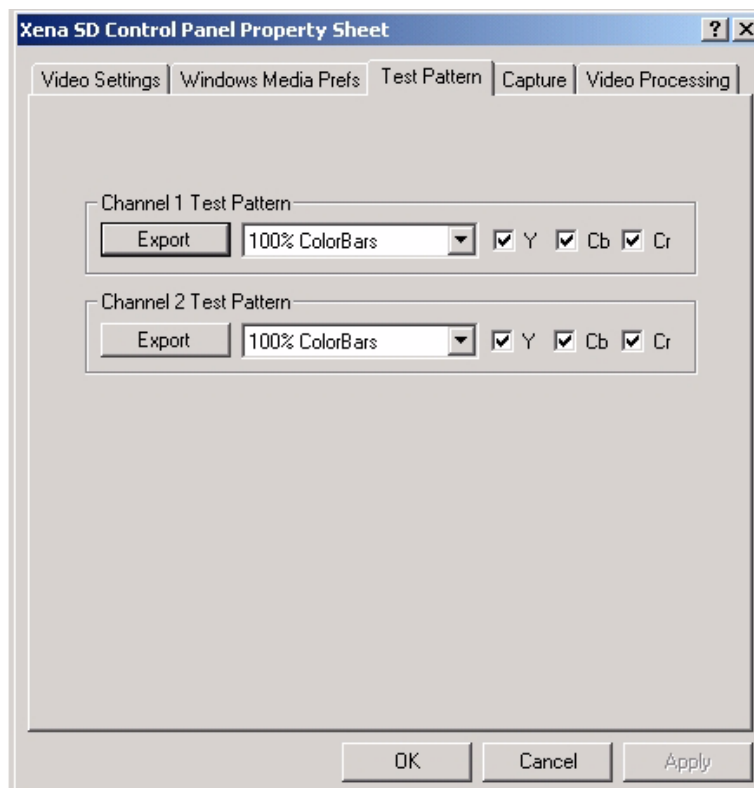 Xena SD Control Panel Property Sheet
Video Settings Windows Media Prefs Test Pattern Capture Video Processing
Channel 1 Test Pattern
Export 100% ColorBars Y Cb Cr
Channel 2 Test Pattern
Export 100% ColorBars Y Cb Cr
OK Cancel Apply